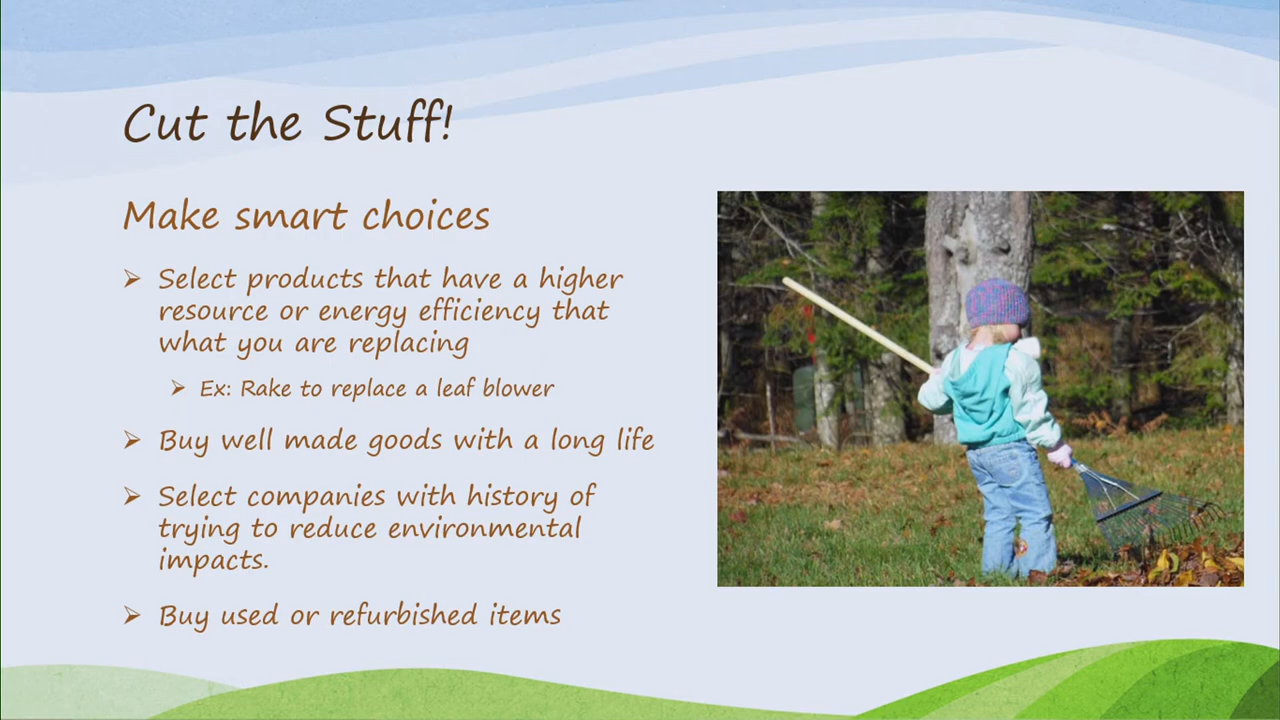 Cut the Stuff!
Make smart choices
➢ Select products that have a higher
resource or energy efficiency that
what you are replacing
➢ Ex: Rake to replace a leaf blower
➢ Buy well made goods with a long life
➢ Select companies with history of
trying to reduce environmental
impacts.
➢ Buy used or refurbished items